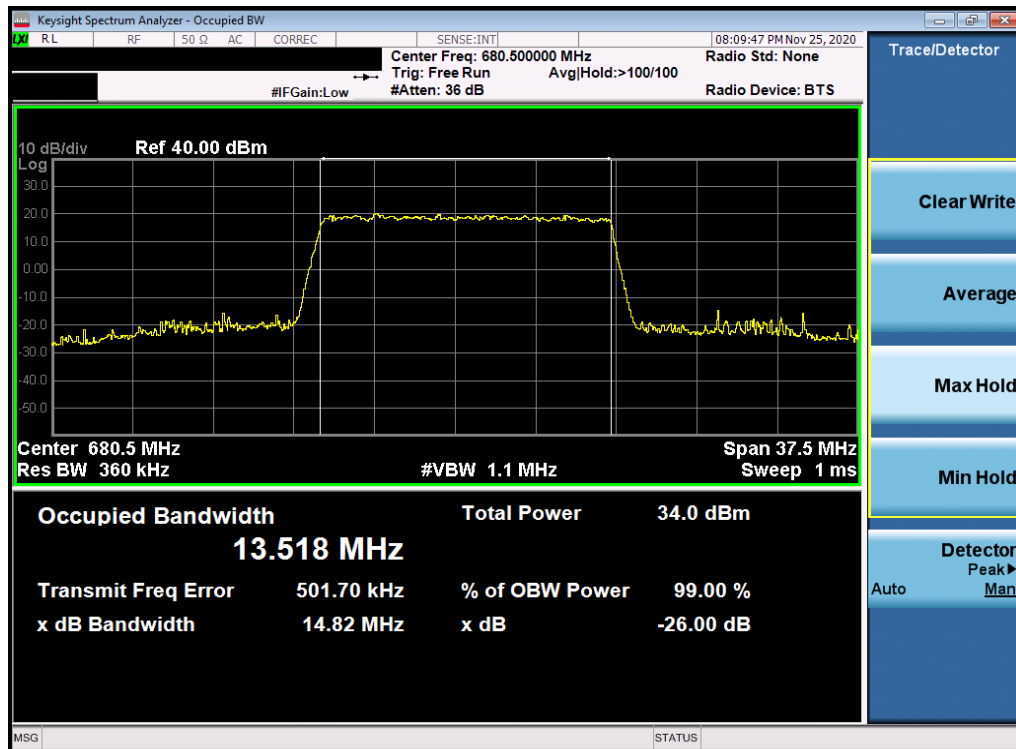 Keysight Spectrum Analyzer - Occupied BW
LXI RL RF 50 Ω AC CORREC SENSE:INT 08:09:47 PM Nov 25, 2020
Center Freq: 680.500000 MHz Radio Std: None
Trig: Free Run Avg|Hold:>100/100
#IFGain:Low #Atten: 36 dB Radio Device: BTS
Trace/Detector
10 dB/div Ref 40.00 dBm
Log
30.0
20.0
10.0
0.00
-10.0
-20.0
-30.0
-40.0
-50.0
Center 680.5 MHz Span 37.5 MHz
Res BW 360 kHz #VBW 1.1 MHz Sweep 1 ms
Occupied Bandwidth Total Power 34.0 dBm
13.518 MHz
Transmit Freq Error 501.70 kHz % of OBW Power 99.00 %
x dB Bandwidth 14.82 MHz x dB -26.00 dB
Clear Write
Average
Max Hold
Min Hold
Detector
Peak▶
Auto Man
MSG STATUS